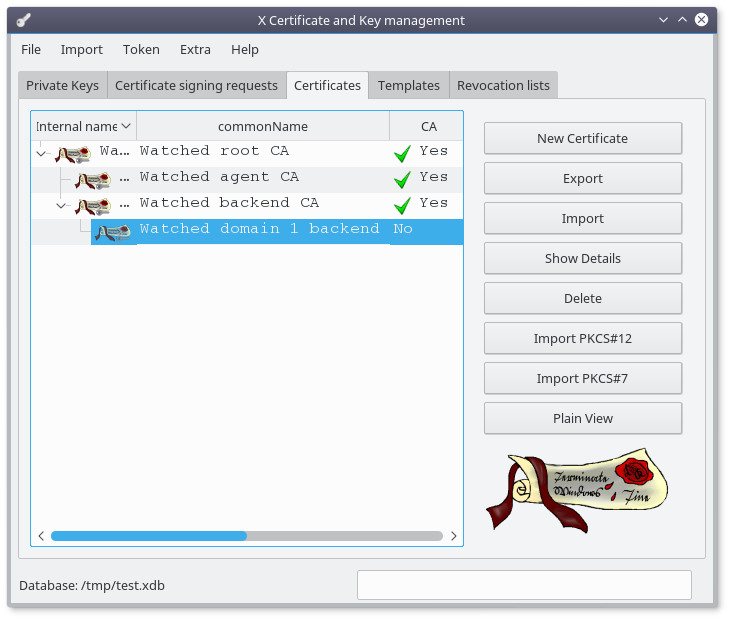 X Certificate and Key management
File Import Token Extra Help
Private Keys Certificate signing requests Certificates Templates Revocation lists
Internal name commonName CA
Wa... Watched root CA Yes
... Watched agent CA Yes
... Watched backend CA Yes
... Watched domain 1 backend No
New Certificate
Export
Import
Show Details
Delete
Import PKCS#12
Import PKCS#7
Plain View
Terminate
Windows
Fine
Database: /tmp/test.xdb